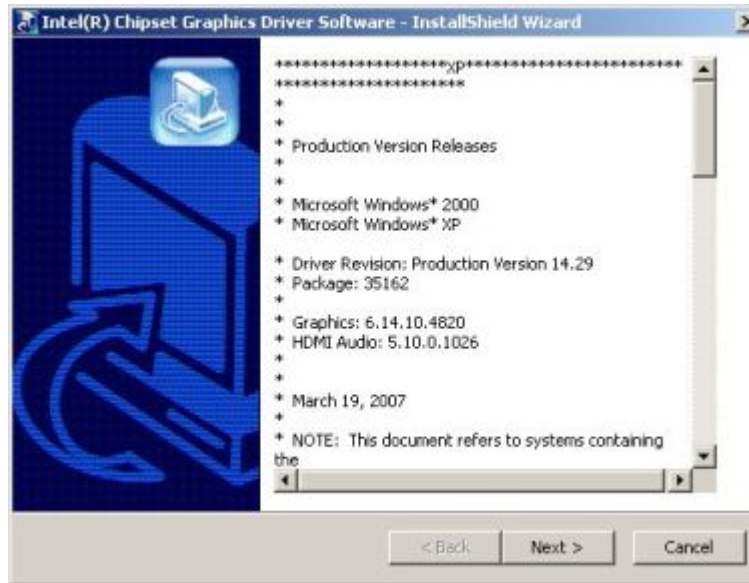 Intel(R) Chipset Graphics Driver Software - InstallShield Wizard
********************XP*************************
**********************
*
*
* Production Version Releases
*
*
* Microsoft Windows* 2000
* Microsoft Windows* XP

* Driver Revision: Production Version 14.29
* Package: 35162
*
* Graphics: 6.14.10.4820
* HDMI Audio: 5.10.0.1026
*
*
* March 19, 2007
*
* NOTE: This document refers to systems containing
the
< Back
Next >
Cancel